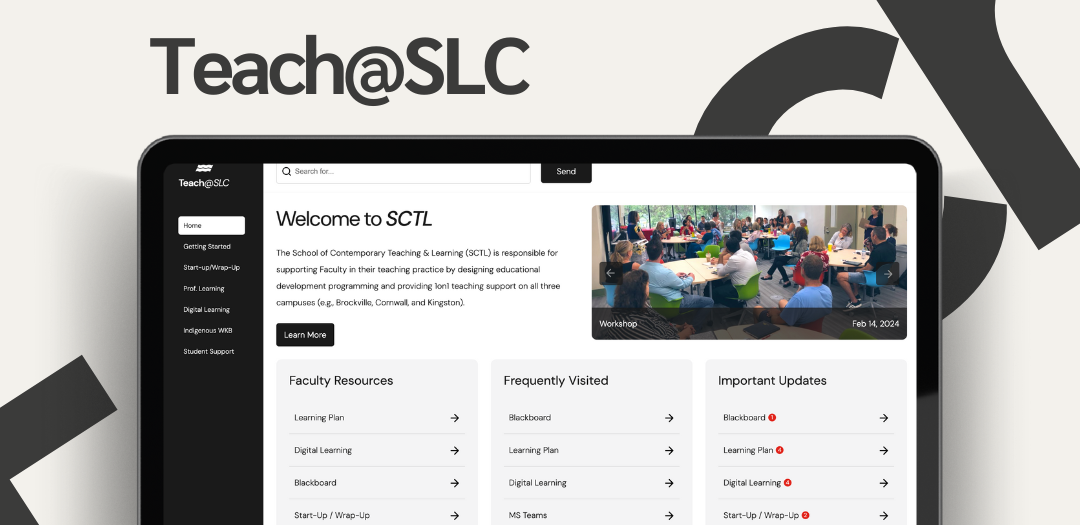 Teach@SLC
Teach@SLC
Search for...
Send
Home
Getting Started
Start-up/Wrap-Up
Prof. Learning
Digital Learning
Indigenous WKB
Student Support
Welcome to SCTL
The School of Contemporary Teaching & Learning (SCTL) is responsible for
supporting Faculty in their teaching practice by designing educational
development programming and providing 1on1 teaching support on all three
campuses (e.g., Brockville, Cornwall, and Kingston).
Learn More
Workshop
Feb 14, 2024
Faculty Resources
Learning Plan
Digital Learning
Blackboard
Start-Up / Wrap-Up
Frequently Visited
Blackboard
Learning Plan
Digital Learning
MS Teams
Important Updates
Blackboard 1
Learning Plan 4
Digital Learning 4
Start-Up / Wrap-Up 2